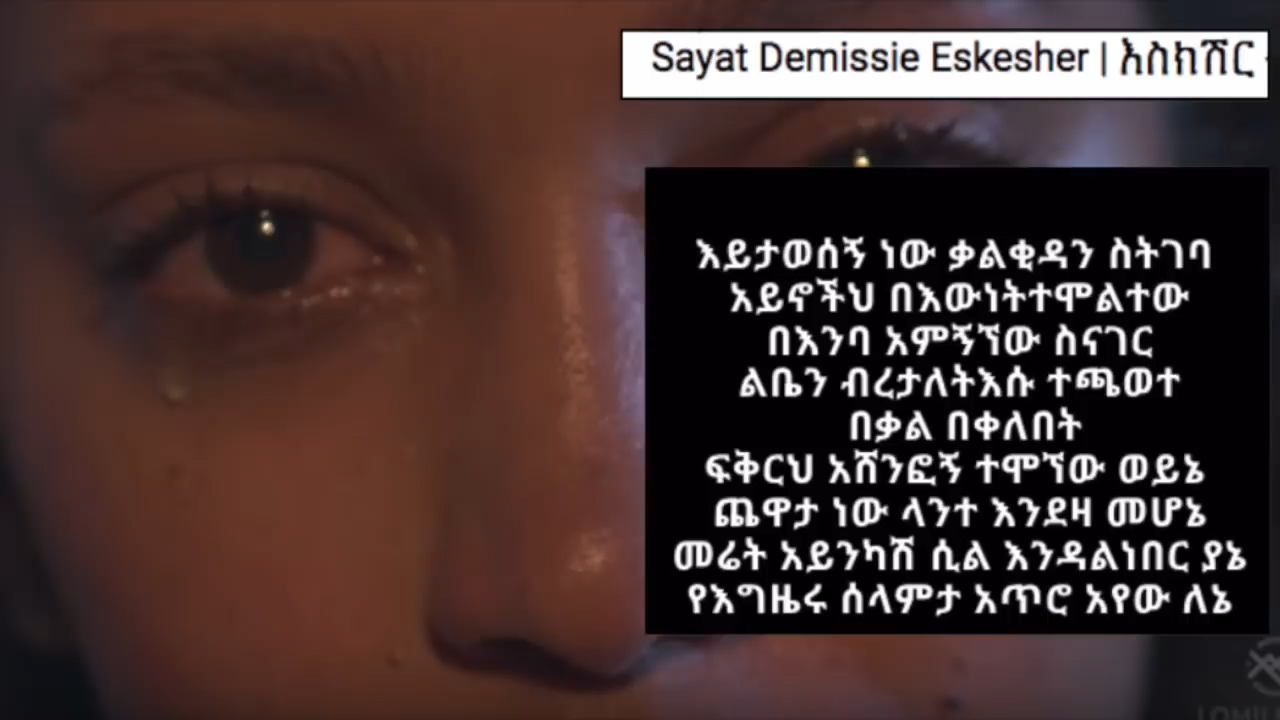 Sayat Demissie Eskesher | እስክሽር
እይታወሰኝ ነው ቃልቂዳን ስትገባ
አይኖችህ በእውነትተሞልተው
በእንባ አምኝኘው ስናገር
ልቤን ብረታለትእሱ ተጫወተ
በቃል በቀለበት
ፍቅርህ አሸንፎኝ ተሞኘው ወይኔ
ጨዋታ ነው ላንተ እንደዛ መሆኔ
መሬት አይንካሽ ሲል እንዳልነበር ያኔ
የእግዜሩ ሰላምታ አጥሮ አየው ለኔ